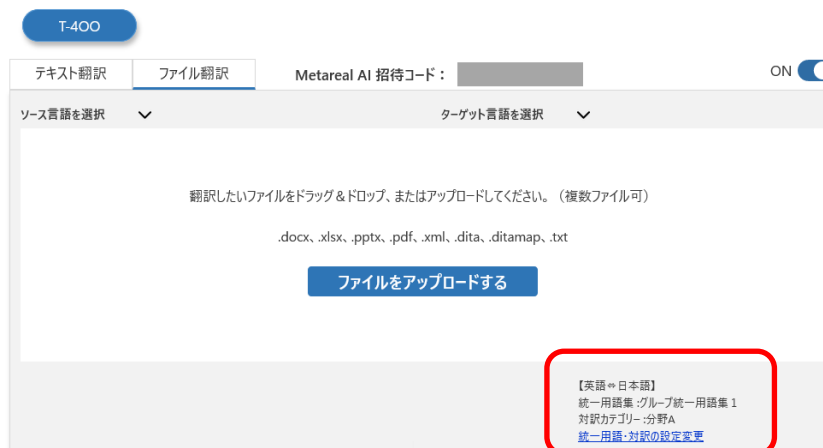 T-4OO
テキスト翻訳 ファイル翻訳 Metareal AI 招待コード： ON
ソース言語を選択 ターゲット言語を選択
翻訳したいファイルをドラッグ＆ドロップ、またはアップロードしてください。（複数ファイル可）
.docx、.xlsx、.pptx、.pdf、.xml、.dita、.ditamap、.txt
ファイルをアップロードする
【英語⇔日本語】
統一用語集 :グループ統一用語集１
対訳カテゴリー :分野A
統一用語・対訳の設定変更